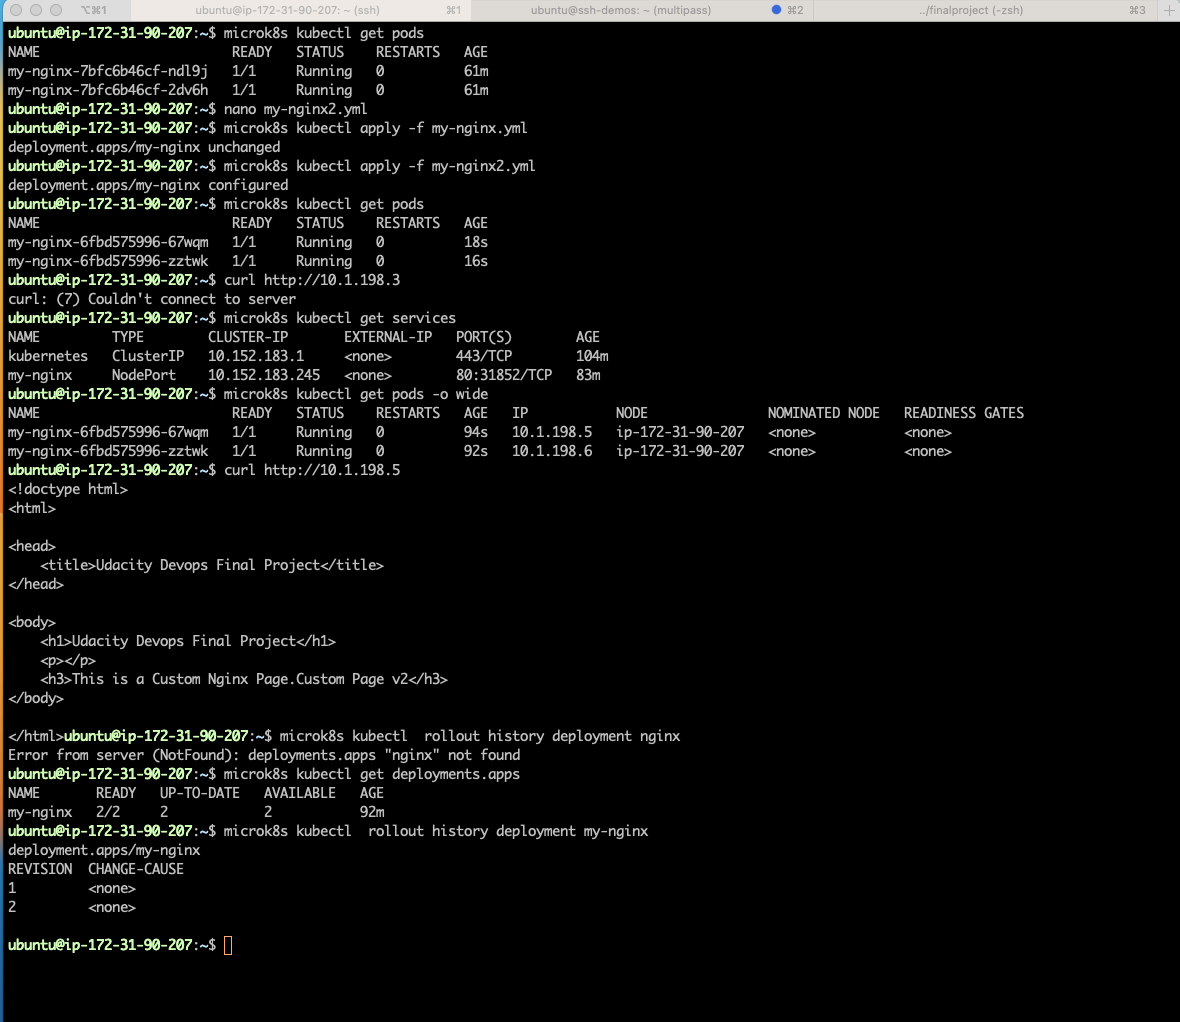 ⌥⌘1 ubuntu@ip-172-31-90-207: ~ (ssh) ⌘1 ubuntu@ssh-demos: ~ (multipass) ⌘2 ../finalproject (-zsh) ⌘3 +
ubuntu@ip-172-31-90-207:~$ microk8s kubectl get pods
NAME READY STATUS RESTARTS AGE
my-nginx-7bfc6b46cf-ndl9j 1/1 Running 0 61m
my-nginx-7bfc6b46cf-2dv6h 1/1 Running 0 61m
ubuntu@ip-172-31-90-207:~$ nano my-nginx2.yml
ubuntu@ip-172-31-90-207:~$ microk8s kubectl apply -f my-nginx.yml
deployment.apps/my-nginx unchanged
ubuntu@ip-172-31-90-207:~$ microk8s kubectl apply -f my-nginx2.yml
deployment.apps/my-nginx configured
ubuntu@ip-172-31-90-207:~$ microk8s kubectl get pods
NAME READY STATUS RESTARTS AGE
my-nginx-6fbd575996-67wqm 1/1 Running 0 18s
my-nginx-6fbd575996-zztwk 1/1 Running 0 16s
ubuntu@ip-172-31-90-207:~$ curl http://10.1.198.3
curl: (7) Couldn't connect to server
ubuntu@ip-172-31-90-207:~$ microk8s kubectl get services
NAME TYPE CLUSTER-IP EXTERNAL-IP PORT(S) AGE
kubernetes ClusterIP 10.152.183.1 <none> 443/TCP 104m
my-nginx NodePort 10.152.183.245 <none> 80:31852/TCP 83m
ubuntu@ip-172-31-90-207:~$ microk8s kubectl get pods -o wide
NAME READY STATUS RESTARTS AGE IP NODE NOMINATED NODE READINESS GATES
my-nginx-6fbd575996-67wqm 1/1 Running 0 94s 10.1.198.5 ip-172-31-90-207 <none> <none>
my-nginx-6fbd575996-zztwk 1/1 Running 0 92s 10.1.198.6 ip-172-31-90-207 <none> <none>
ubuntu@ip-172-31-90-207:~$ curl http://10.1.198.5
<!doctype html>
<html>
<head>
<title>Udacity Devops Final Project</title>
</head>
<body>
<h1>Udacity Devops Final Project</h1>
<p></p>
<h3>This is a Custom Nginx Page.Custom Page v2</h3>
</body>
</html>ubuntu@ip-172-31-90-207:~$ microk8s kubectl  rollout history deployment nginx
Error from server (NotFound): deployments.apps "nginx" not found
ubuntu@ip-172-31-90-207:~$ microk8s kubectl get deployments.apps
NAME READY UP-TO-DATE AVAILABLE AGE
my-nginx 2/2 2 2 92m
ubuntu@ip-172-31-90-207:~$ microk8s kubectl  rollout history deployment my-nginx
deployment.apps/my-nginx
REVISION CHANGE-CAUSE
1 <none>
2 <none>
ubuntu@ip-172-31-90-207:~$